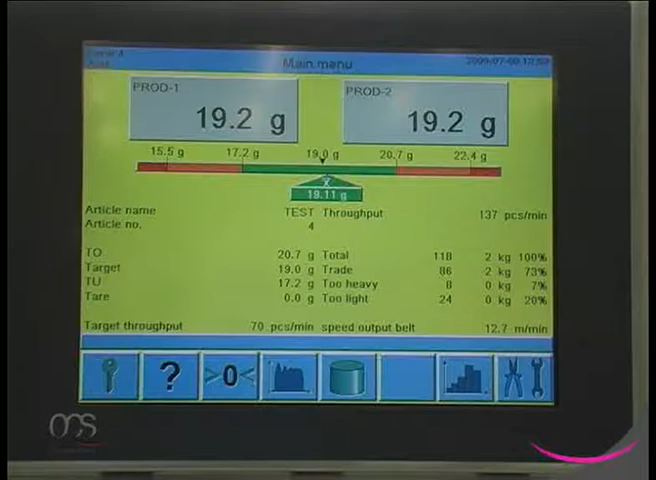 Main menu
PROD-1
19.2 g
PROD-2
19.2 g
15.5 g 17.2 g 19.0 g 20.7 g 22.4 g
19.11 g
Article name TEST Throughput 137 pcs/min
Article no. 4
TO 20.7 g Total 118 2 kg 100%
Target 19.0 g Trade 86 2 kg 73%
TU 17.2 g Too heavy 8 0 kg 7%
Tare 0.0 g Too light 24 0 kg 20%
Target throughput 70 pcs/min speed output belt 12.7 m/min
? >0<
OCS